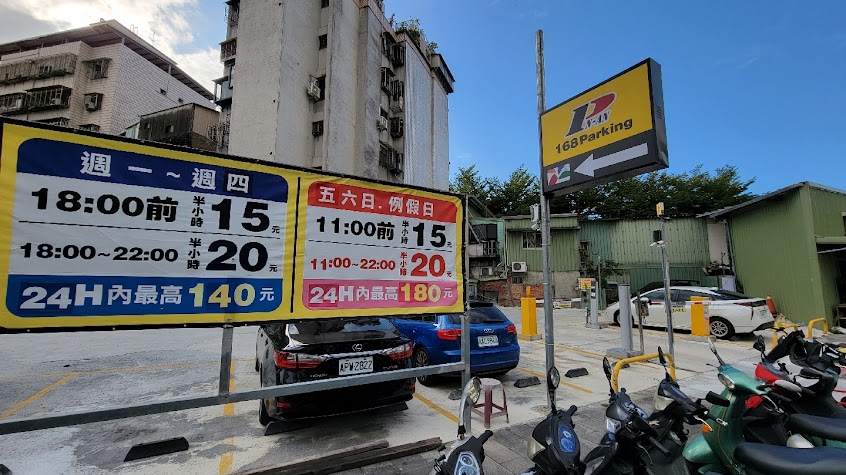 週一~週四
18:00前 半小時 15元
18:00~22:00 半小時 20元
24H內最高140元
五六日.例假日
11:00前 半小時 15元
11:00~22:00 半小時 20元
24H內最高180元
168Parking